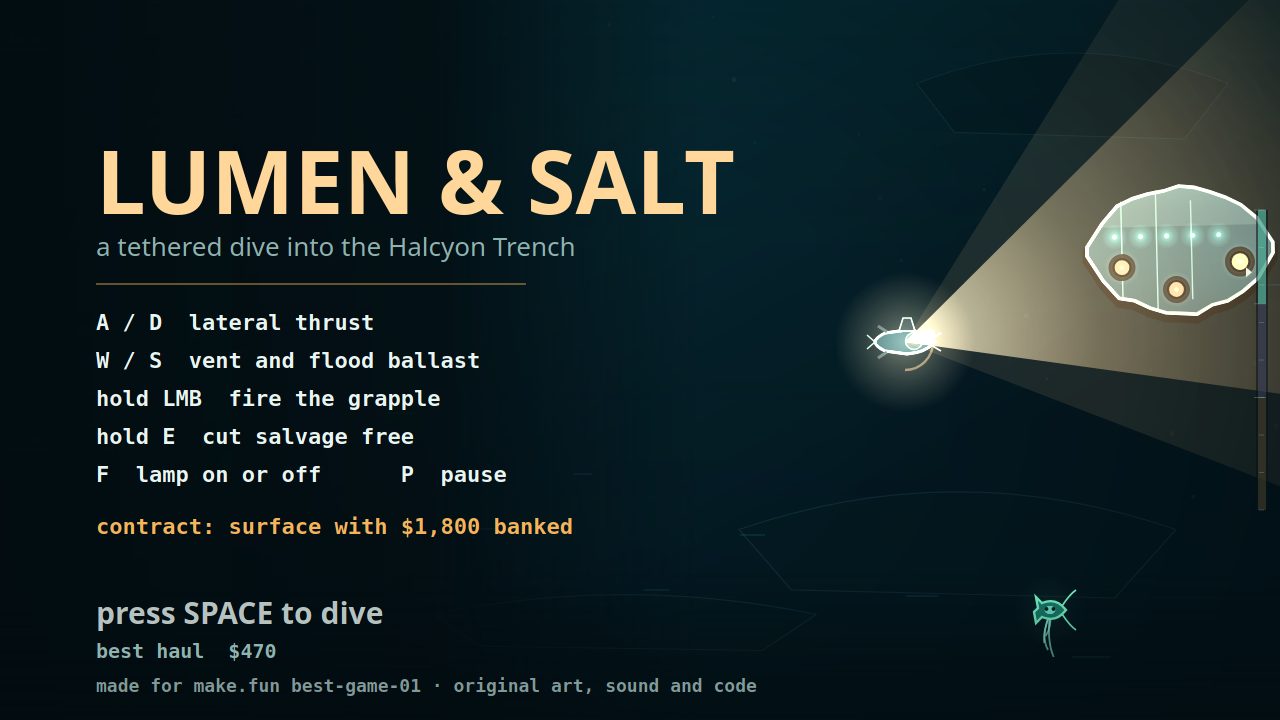 LUMEN & SALT
a tethered dive into the Halcyon Trench
A / D  lateral thrust
W / S  vent and flood ballast
hold LMB  fire the grapple
hold E  cut salvage free
F  lamp on or off      P  pause
contract: surface with $1,800 banked
press SPACE to dive
best haul  $470
made for make.fun best-game-01 · original art, sound and code